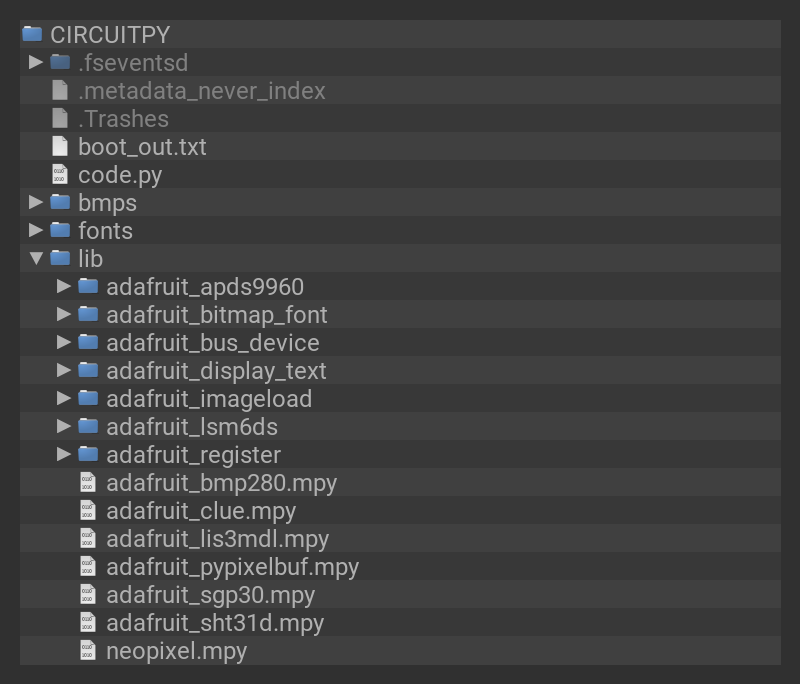 CIRCUITPY
.fseventsd
.metadata_never_index
.Trashes
boot_out.txt
code.py
bmps
fonts
lib
adafruit_apds9960
adafruit_bitmap_font
adafruit_bus_device
adafruit_display_text
adafruit_imageload
adafruit_lsm6ds
adafruit_register
adafruit_bmp280.mpy
adafruit_clue.mpy
adafruit_lis3mdl.mpy
adafruit_pypixelbuf.mpy
adafruit_sgp30.mpy
adafruit_sht31d.mpy
neopixel.mpy